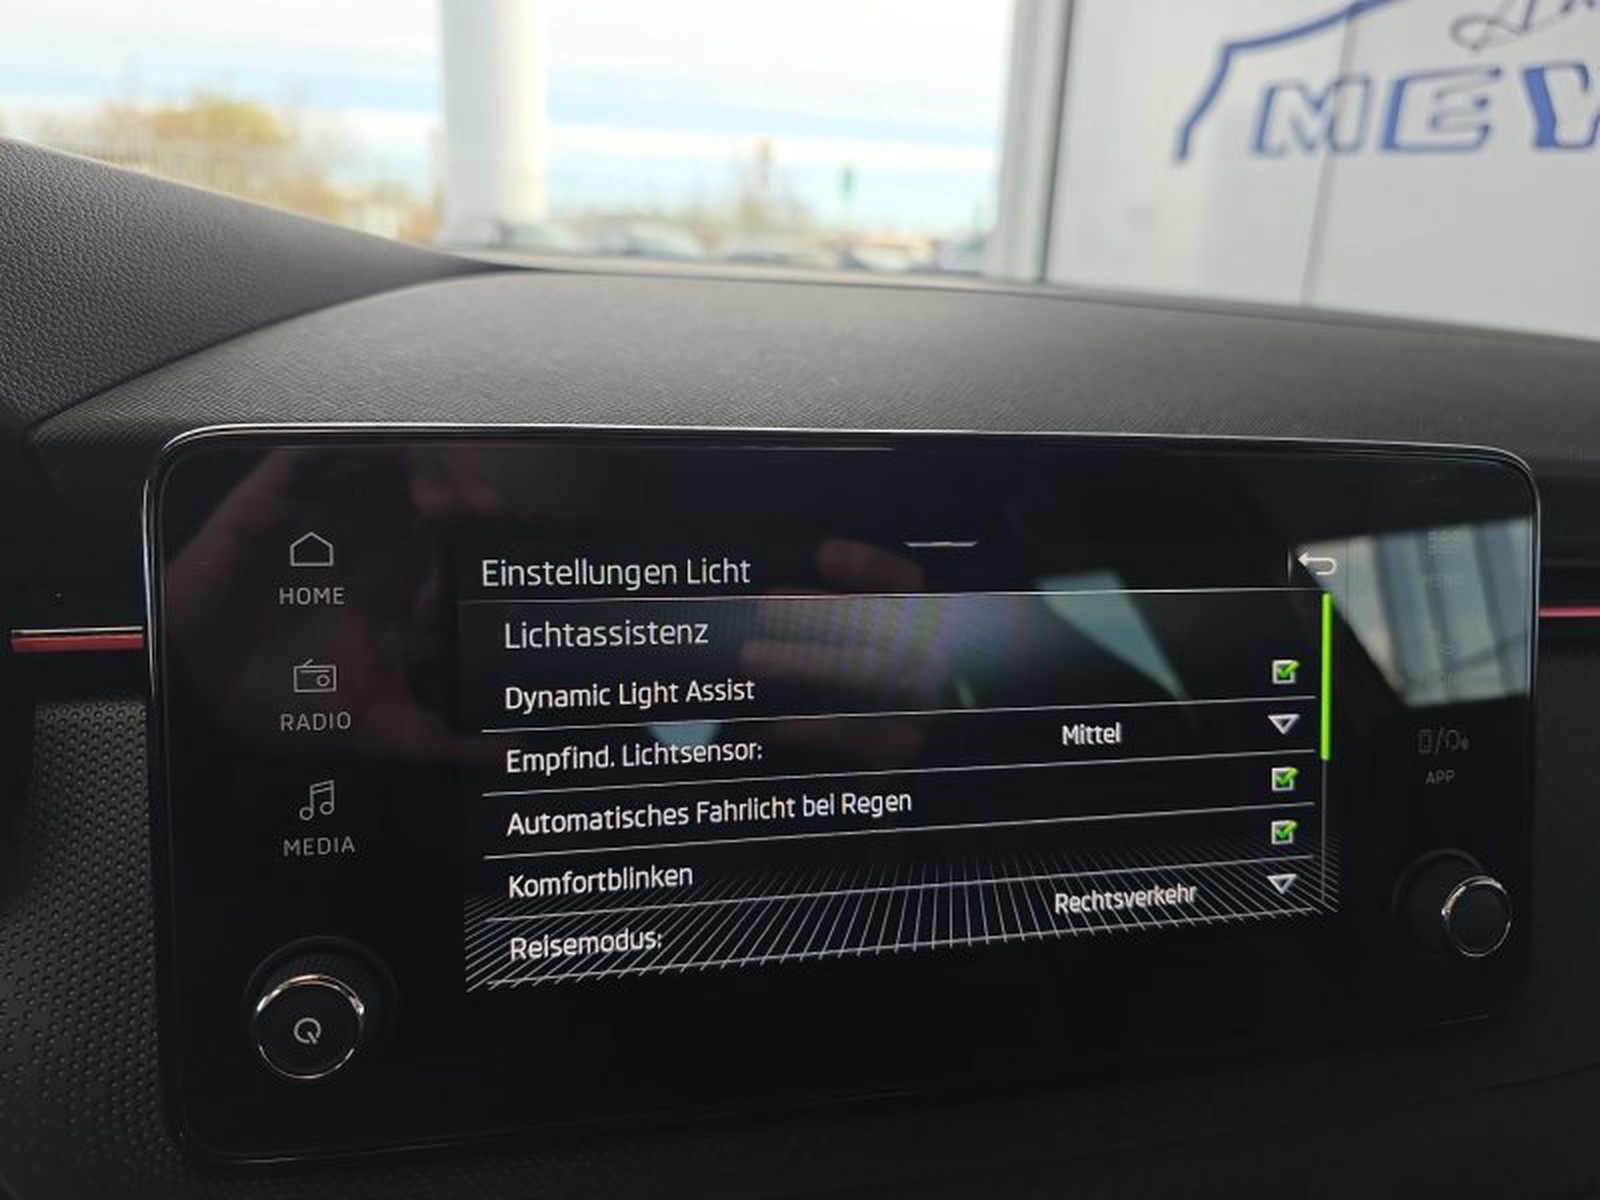 MEY
HOME
RADIO
MEDIA
Einstellungen Licht
Lichtassistenz
Dynamic Light Assist
Empfind. Lichtsensor: Mittel
Automatisches Fahrlicht bei Regen
Komfortblinken
Reisemodus: Rechtsverkehr
APP